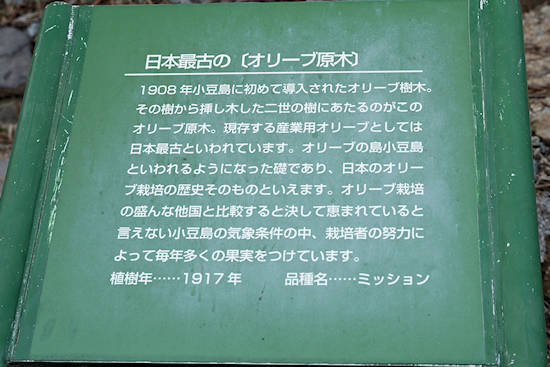 日本最古の〔オリーブ原木〕
1908年小豆島に初めて導入されたオリーブ樹木。
その樹から挿し木した二世の樹にあたるのがこの
オリーブ原木。現存する産業用オリーブとしては
日本最古といわれています。オリーブの島小豆島
といわれるようになった礎であり、日本のオリー
ブ栽培の歴史そのものといえます。オリーブ栽培
の盛んな他国と比較すると決して恵まれていると
言えない小豆島の気象条件の中、栽培者の努力に
よって毎年多くの果実をつけています。
植樹年……1917年　　品種名……ミッション